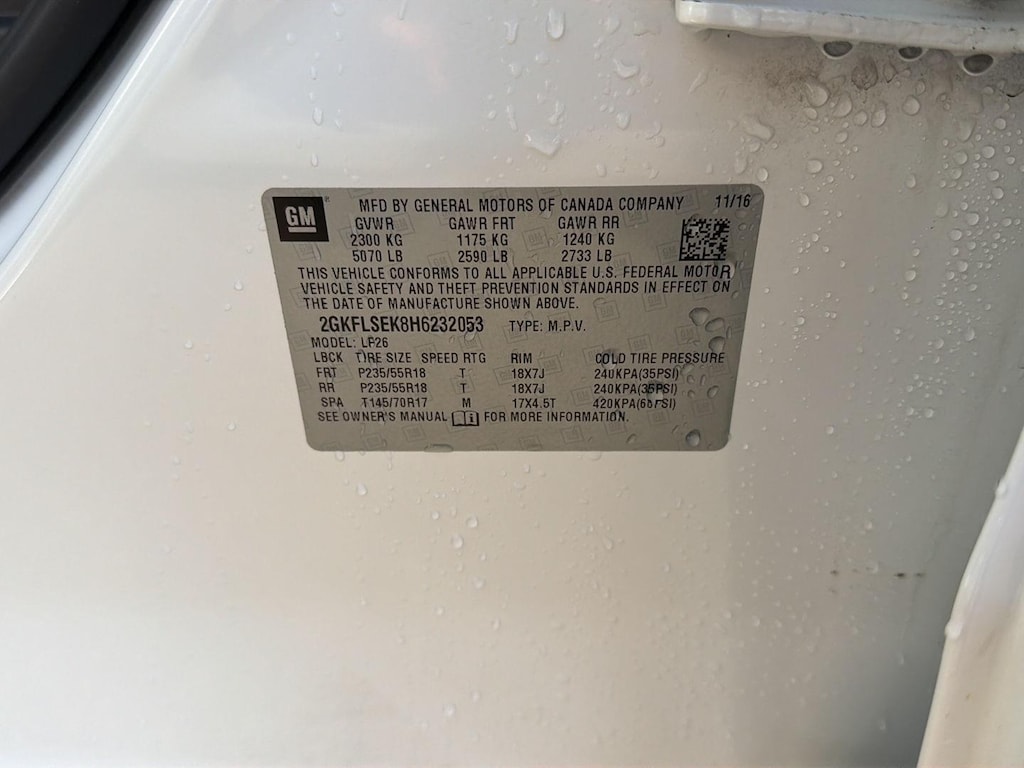 GM ® MFD BY GENERAL MOTORS OF CANADA COMPANY 11/16
GVWR GAWR FRT GAWR RR
2300 KG 1175 KG 1240 KG
5070 LB 2590 LB 2733 LB
THIS VEHICLE CONFORMS TO ALL APPLICABLE U.S. FEDERAL MOTOR
VEHICLE SAFETY AND THEFT PREVENTION STANDARDS IN EFFECT ON
THE DATE OF MANUFACTURE SHOWN ABOVE.
2GKFLSEK8H6232053 TYPE: M.P.V.
MODEL: LF26
LBCK TIRE SIZE SPEED RTG RIM COLD TIRE PRESSURE
FRT P235/55R18 T 18X7J 240KPA(35PSI)
RR P235/55R18 T 18X7J 240KPA(35PSI)
SPA T145/70R17 M 17X4.5T 420KPA(60PSI)
SEE OWNER'S MANUAL FOR MORE INFORMATION.